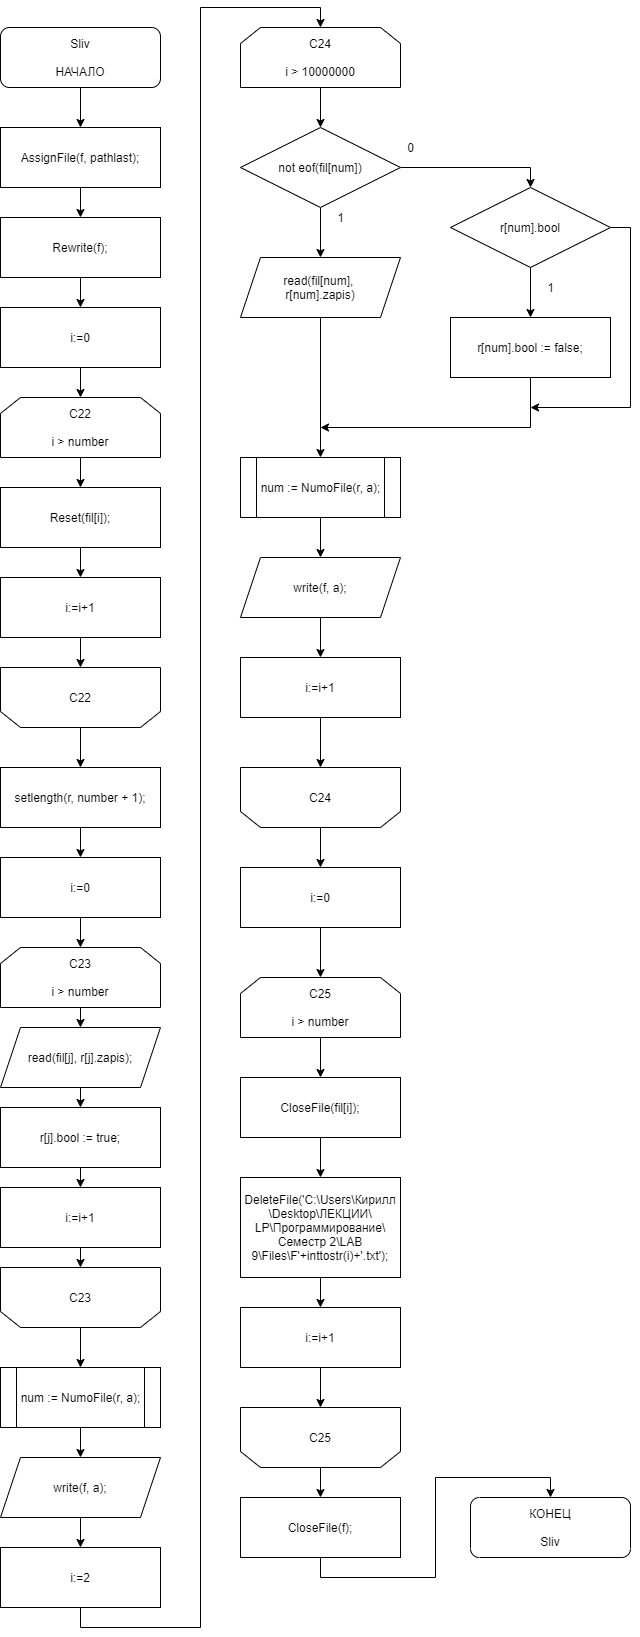 Sliv
НАЧАЛО
AssignFile(f, pathlast);
Rewrite(f);
i:=0
C22
i > number
Reset(fil[i]);
i:=i+1
C22
setlength(r, number + 1);
i:=0
C23
i > number
read(fil[j], r[j].zapis);
r[j].bool := true;
i:=i+1
C23
num := NumoFile(r, a);
write(f, a);
i:=2
C24
i > 10000000
not eof(fil[num])
0
1
read(fil[num],
r[num].zapis)
r[num].bool
1
r[num].bool := false;
num := NumoFile(r, a);
write(f, a);
i:=i+1
C24
i:=0
C25
i > number
CloseFile(fil[i]);
DeleteFile('C:\Users\Кирилл
\Desktop\ЛЕКЦИИ\
LP\Программирование\
Семестр 2\LAB
9\Files\F'+inttostr(i)+'.txt');
i:=i+1
C25
CloseFile(f);
КОНЕЦ
Sliv